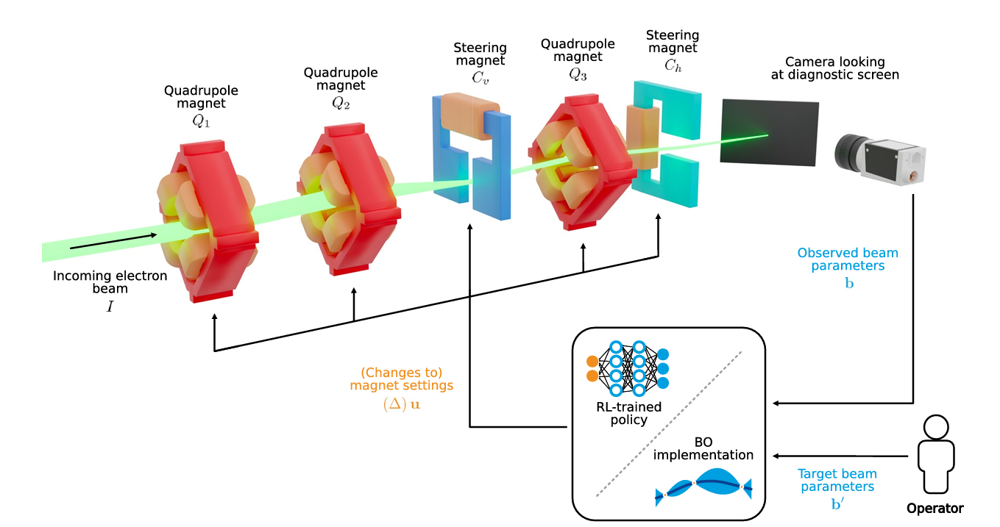 Quadrupole
magnet
Q₁
Quadrupole
magnet
Q₂
Steering
magnet
Cᵥ
Quadrupole
magnet
Q₃
Steering
magnet
Cₕ
Camera looking
at diagnostic screen
Incoming electron
beam
I
Observed beam
parameters
b
(Changes to)
magnet settings
(Δ) u
RL-trained
policy
BO
implementation
Target beam
parameters
b′
Operator